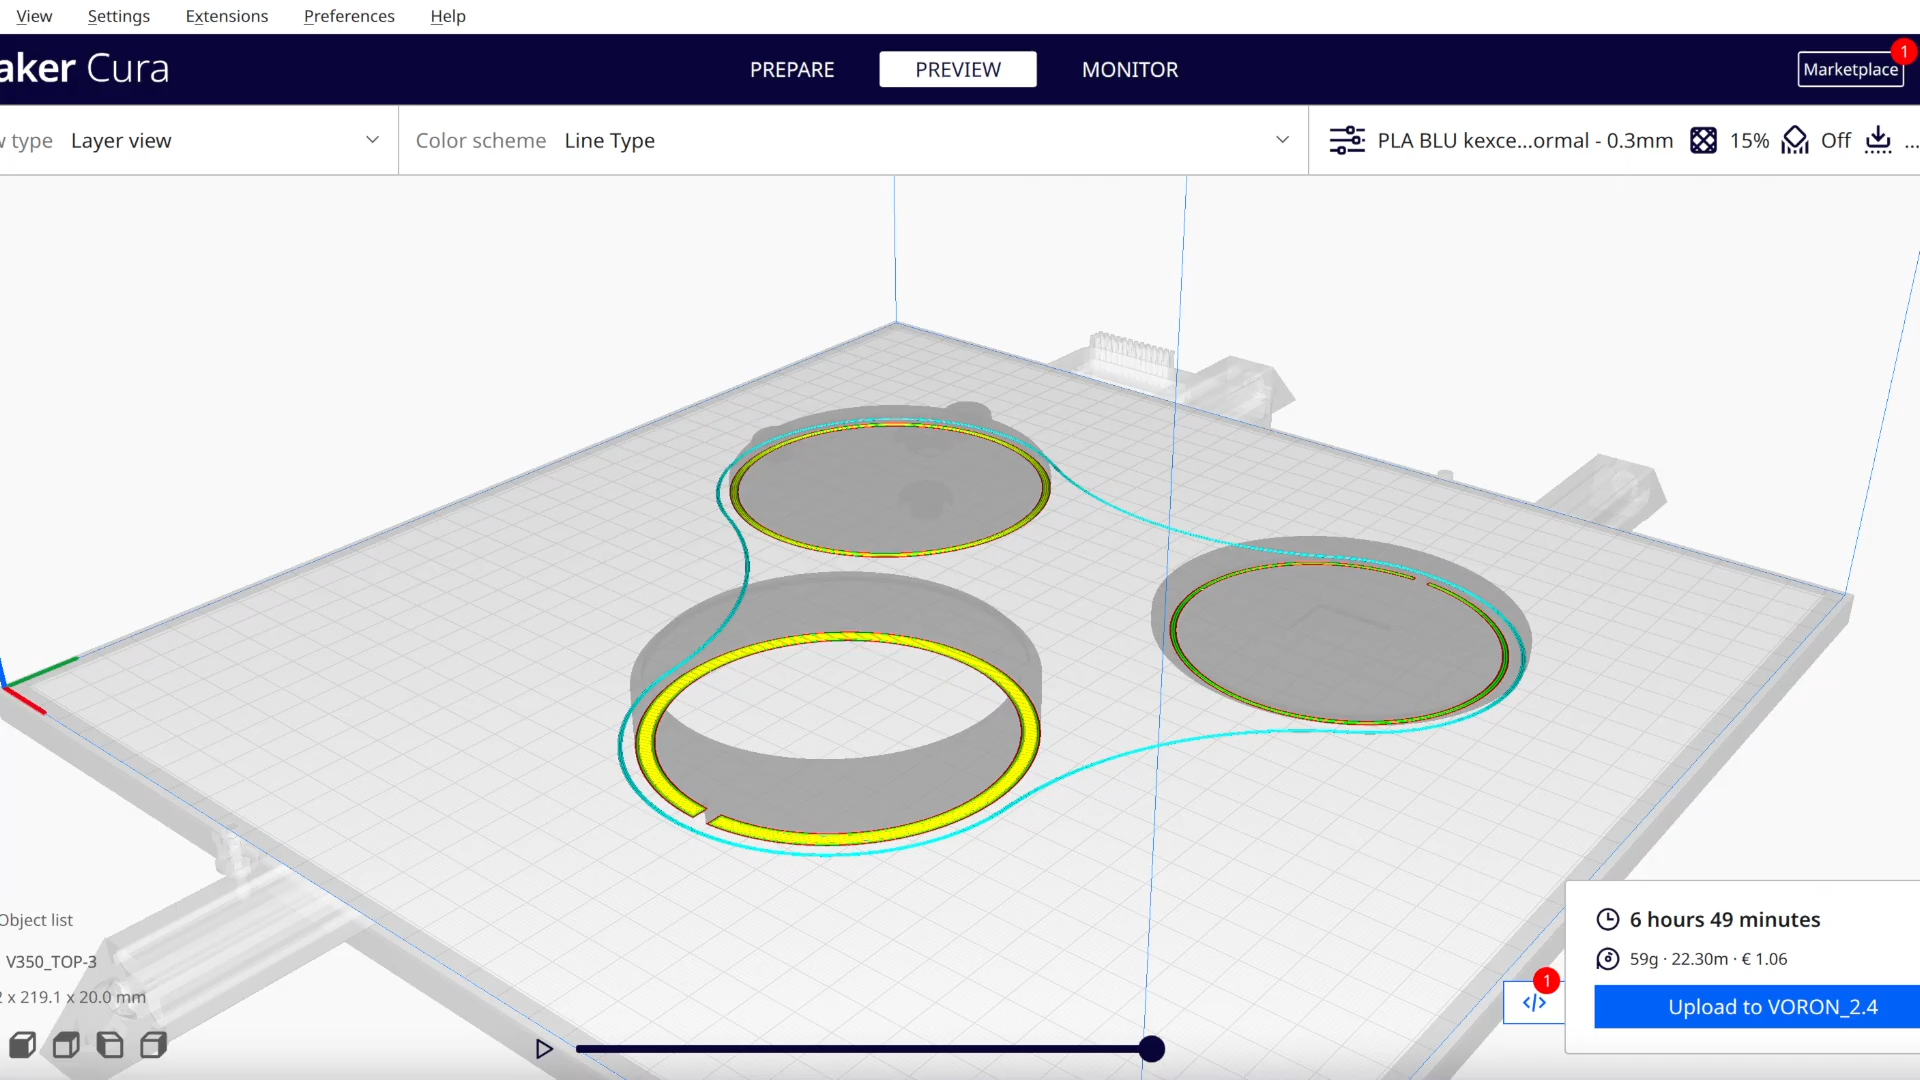 View Settings Extensions Preferences Help
aker Cura
PREPARE PREVIEW MONITOR
Marketplace 1
type Layer view
Color scheme Line Type
PLA BLU kexce...ormal - 0.3mm 15% Off ...
Object list
V350_TOP-3
2 x 219.1 x 20.0 mm
6 hours 49 minutes
59g · 22.30m · € 1.06
1
</>
Upload to VORON_2.4